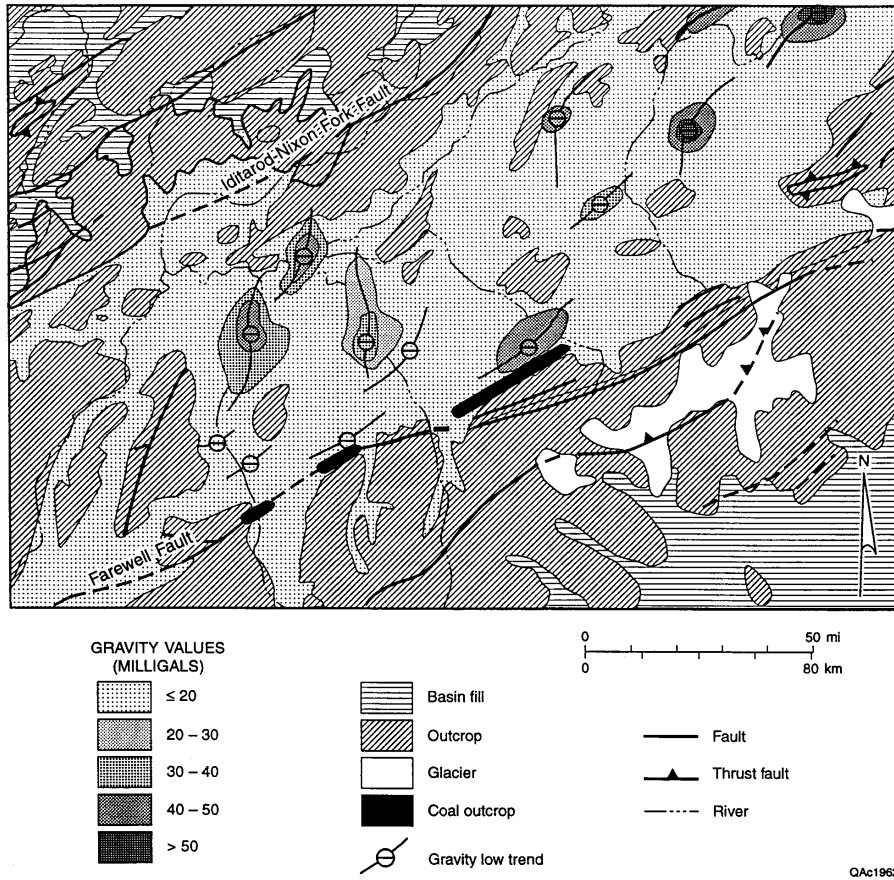 Iditarod-Nixon-Fork-Fault
Farewell Fault
N
GRAVITY VALUES
(MILLIGALS)
≤ 20
20 – 30
30 – 40
40 – 50
> 50
Basin fill
Outcrop
Glacier
Coal outcrop
Gravity low trend
0 50 mi
0 80 km
Fault
Thrust fault
River